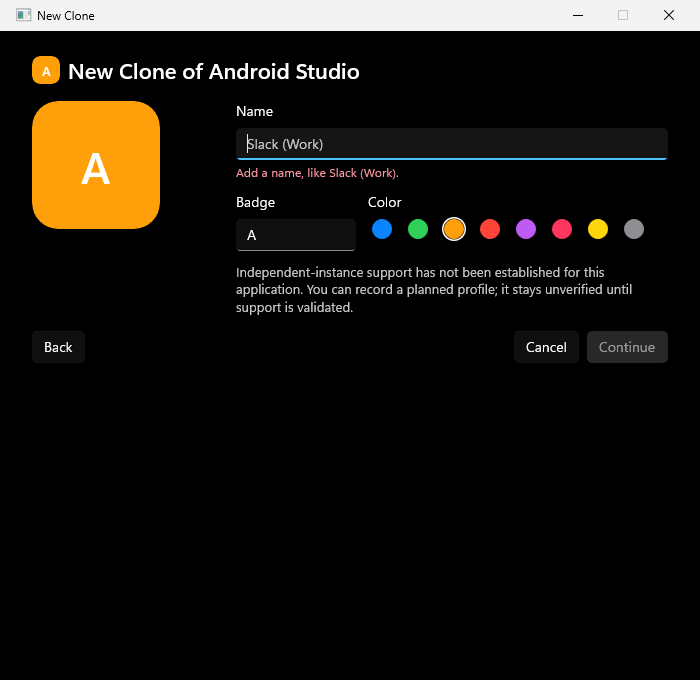 New Clone
A
New Clone of Android Studio
A
Name
Slack (Work)
Add a name, like Slack (Work).
Badge
Color
A
Independent-instance support has not been established for this
application. You can record a planned profile; it stays unverified until
support is validated.
Back
Cancel
Continue